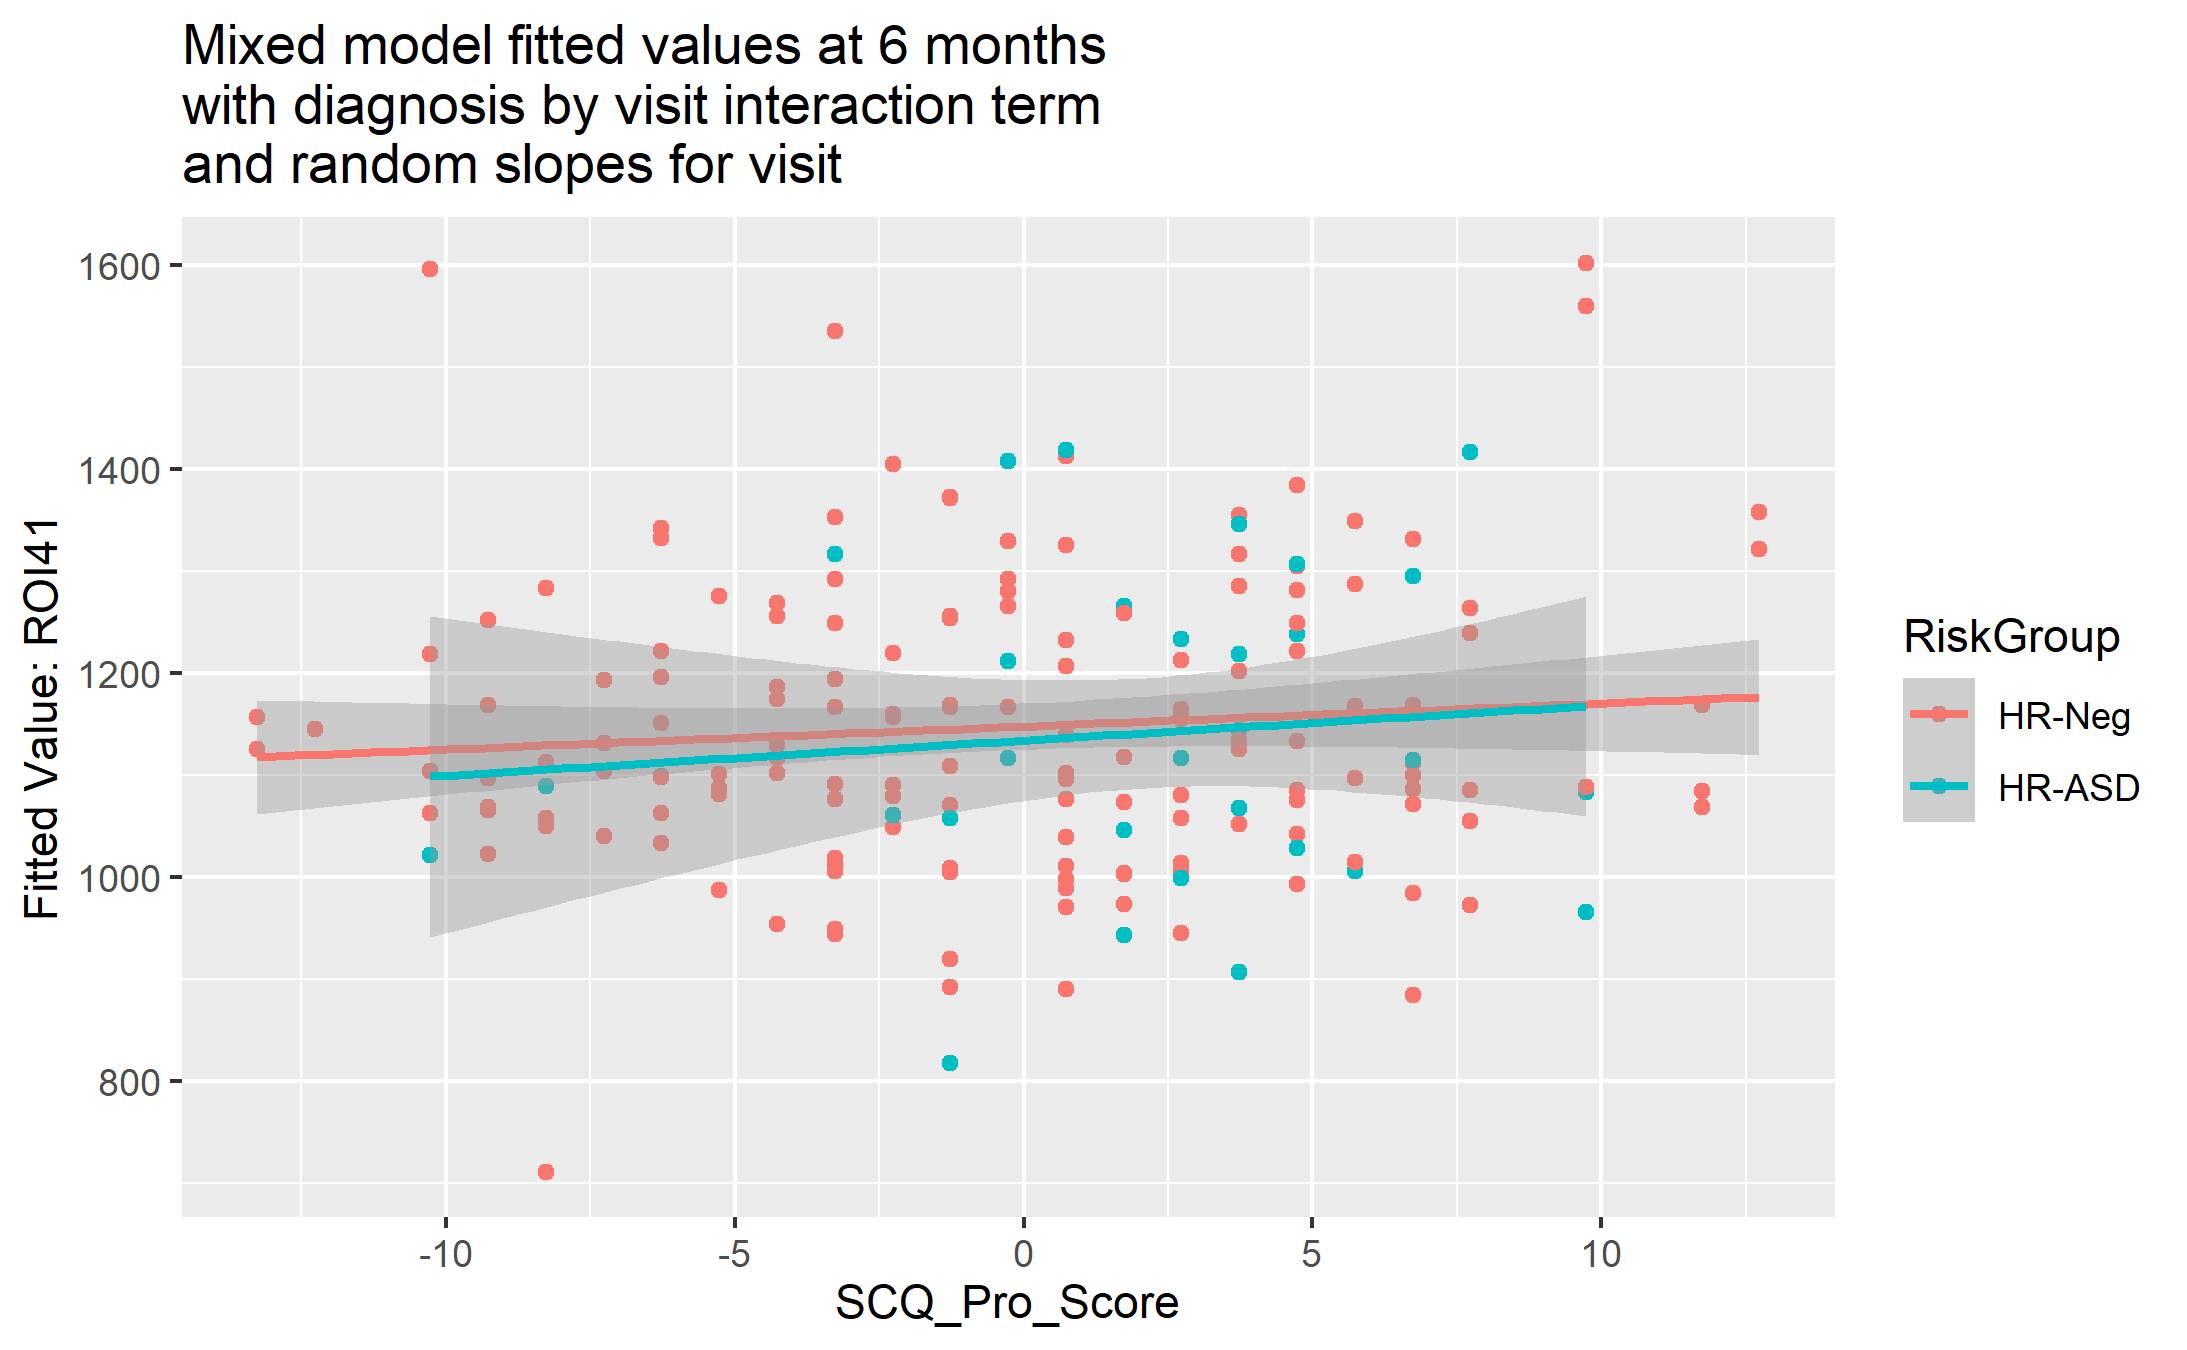 Mixed model fitted values at 6 months
with diagnosis by visit interaction term
and random slopes for visit
1600
1400
1200
1000
800
Fitted Value: ROI41
-10
-5
0
5
10
SCQ_Pro_Score
RiskGroup
HR-Neg
HR-ASD